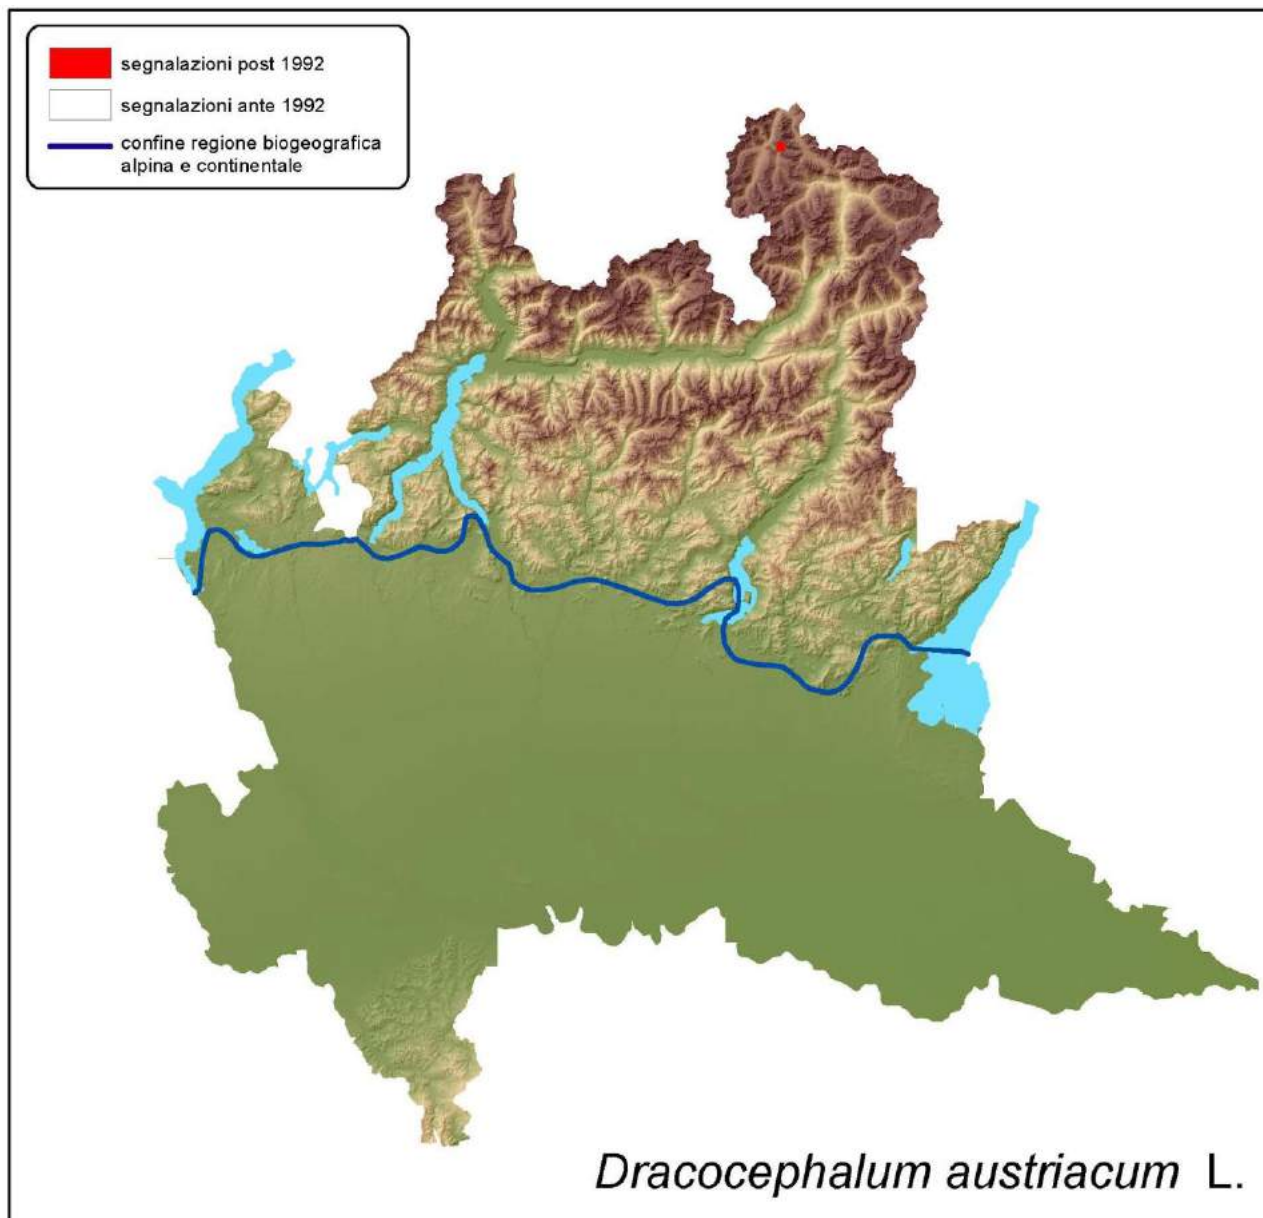 segnalazioni post 1992
segnalazioni ante 1992
confine regione biogeografica
alpina e continentale
Dracocephalum austriacum L.